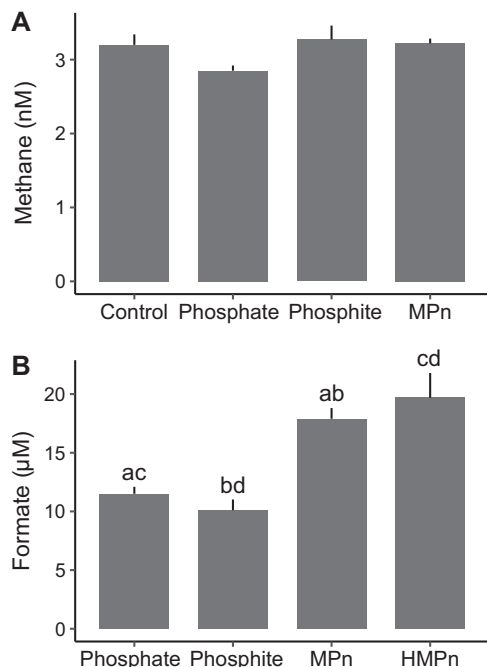 A
Methane (nM)
3
2
1
0
Control Phosphate Phosphite MPn
B
Formate (µM)
20
15
10
5
0
ac
bd
ab
cd
Phosphate Phosphite MPn HMPn